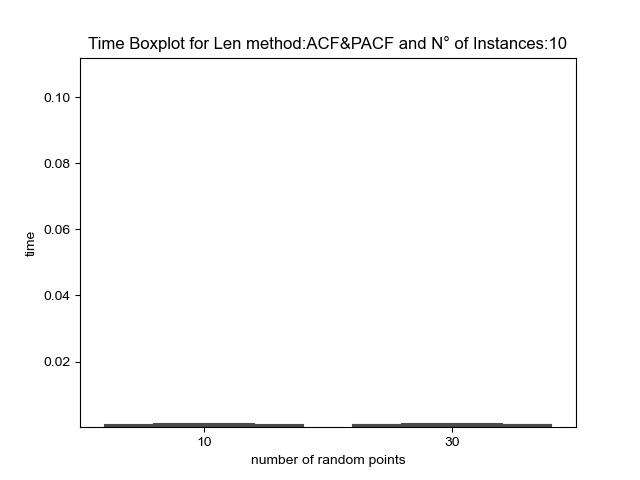 Time Boxplot for Len method:ACF&PACF and N° of Instances:10
0.10
0.08
0.06
0.04
0.02
time
10
30
number of random points